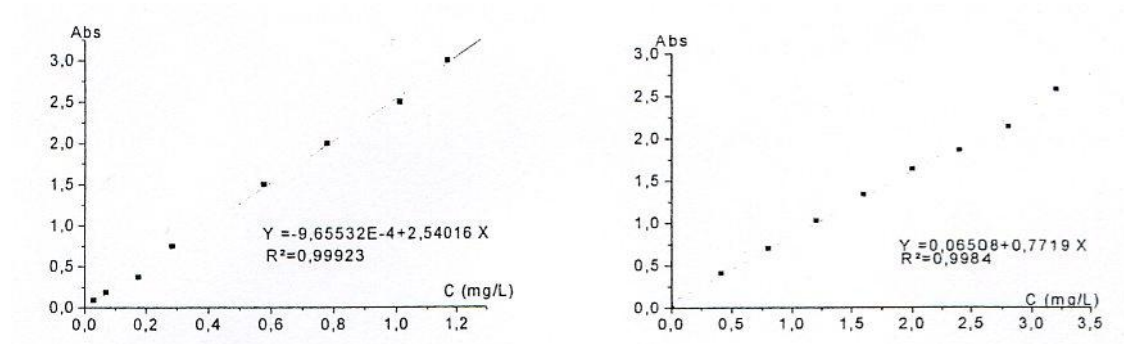 Abs
3,0
2,5
2,0
1,5
1,0
0,5
0,0
Y =-9,65532E-4+2,54016 X
R²=0,99923
C (mg/L)
0,0 0,2 0,4 0,6 0,8 1,0 1,2
Abs
3,0
2,5
2,0
1,5
1,0
0,5
0,0
Y =0,06508+0,7719 X
R²=0,9984
C (mg/L)
0,0 0,5 1,0 1,5 2,0 2,5 3,0 3,5